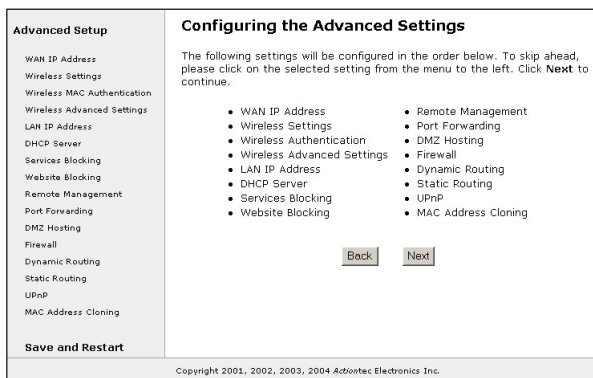 Advanced Setup
WAN IP Address
Wireless Settings
Wireless MAC Authentication
Wireless Advanced Settings
LAN IP Address
DHCP Server
Services Blocking
Website Blocking
Remote Management
Port Forwarding
DMZ Hosting
Firewall
Dynamic Routing
Static Routing
UPnP
MAC Address Cloning
Save and Restart
Configuring the Advanced Settings
The following settings will be configured in the order below. To skip ahead,
please click on the selected setting from the menu to the left. Click Next to
continue.
• WAN IP Address
• Wireless Settings
• Wireless Authentication
• Wireless Advanced Settings
• LAN IP Address
• DHCP Server
• Services Blocking
• Website Blocking
• Remote Management
• Port Forwarding
• DMZ Hosting
• Firewall
• Dynamic Routing
• Static Routing
• UPnP
• MAC Address Cloning
Back Next
Copyright 2001, 2002, 2003, 2004 Actiontec Electronics Inc.